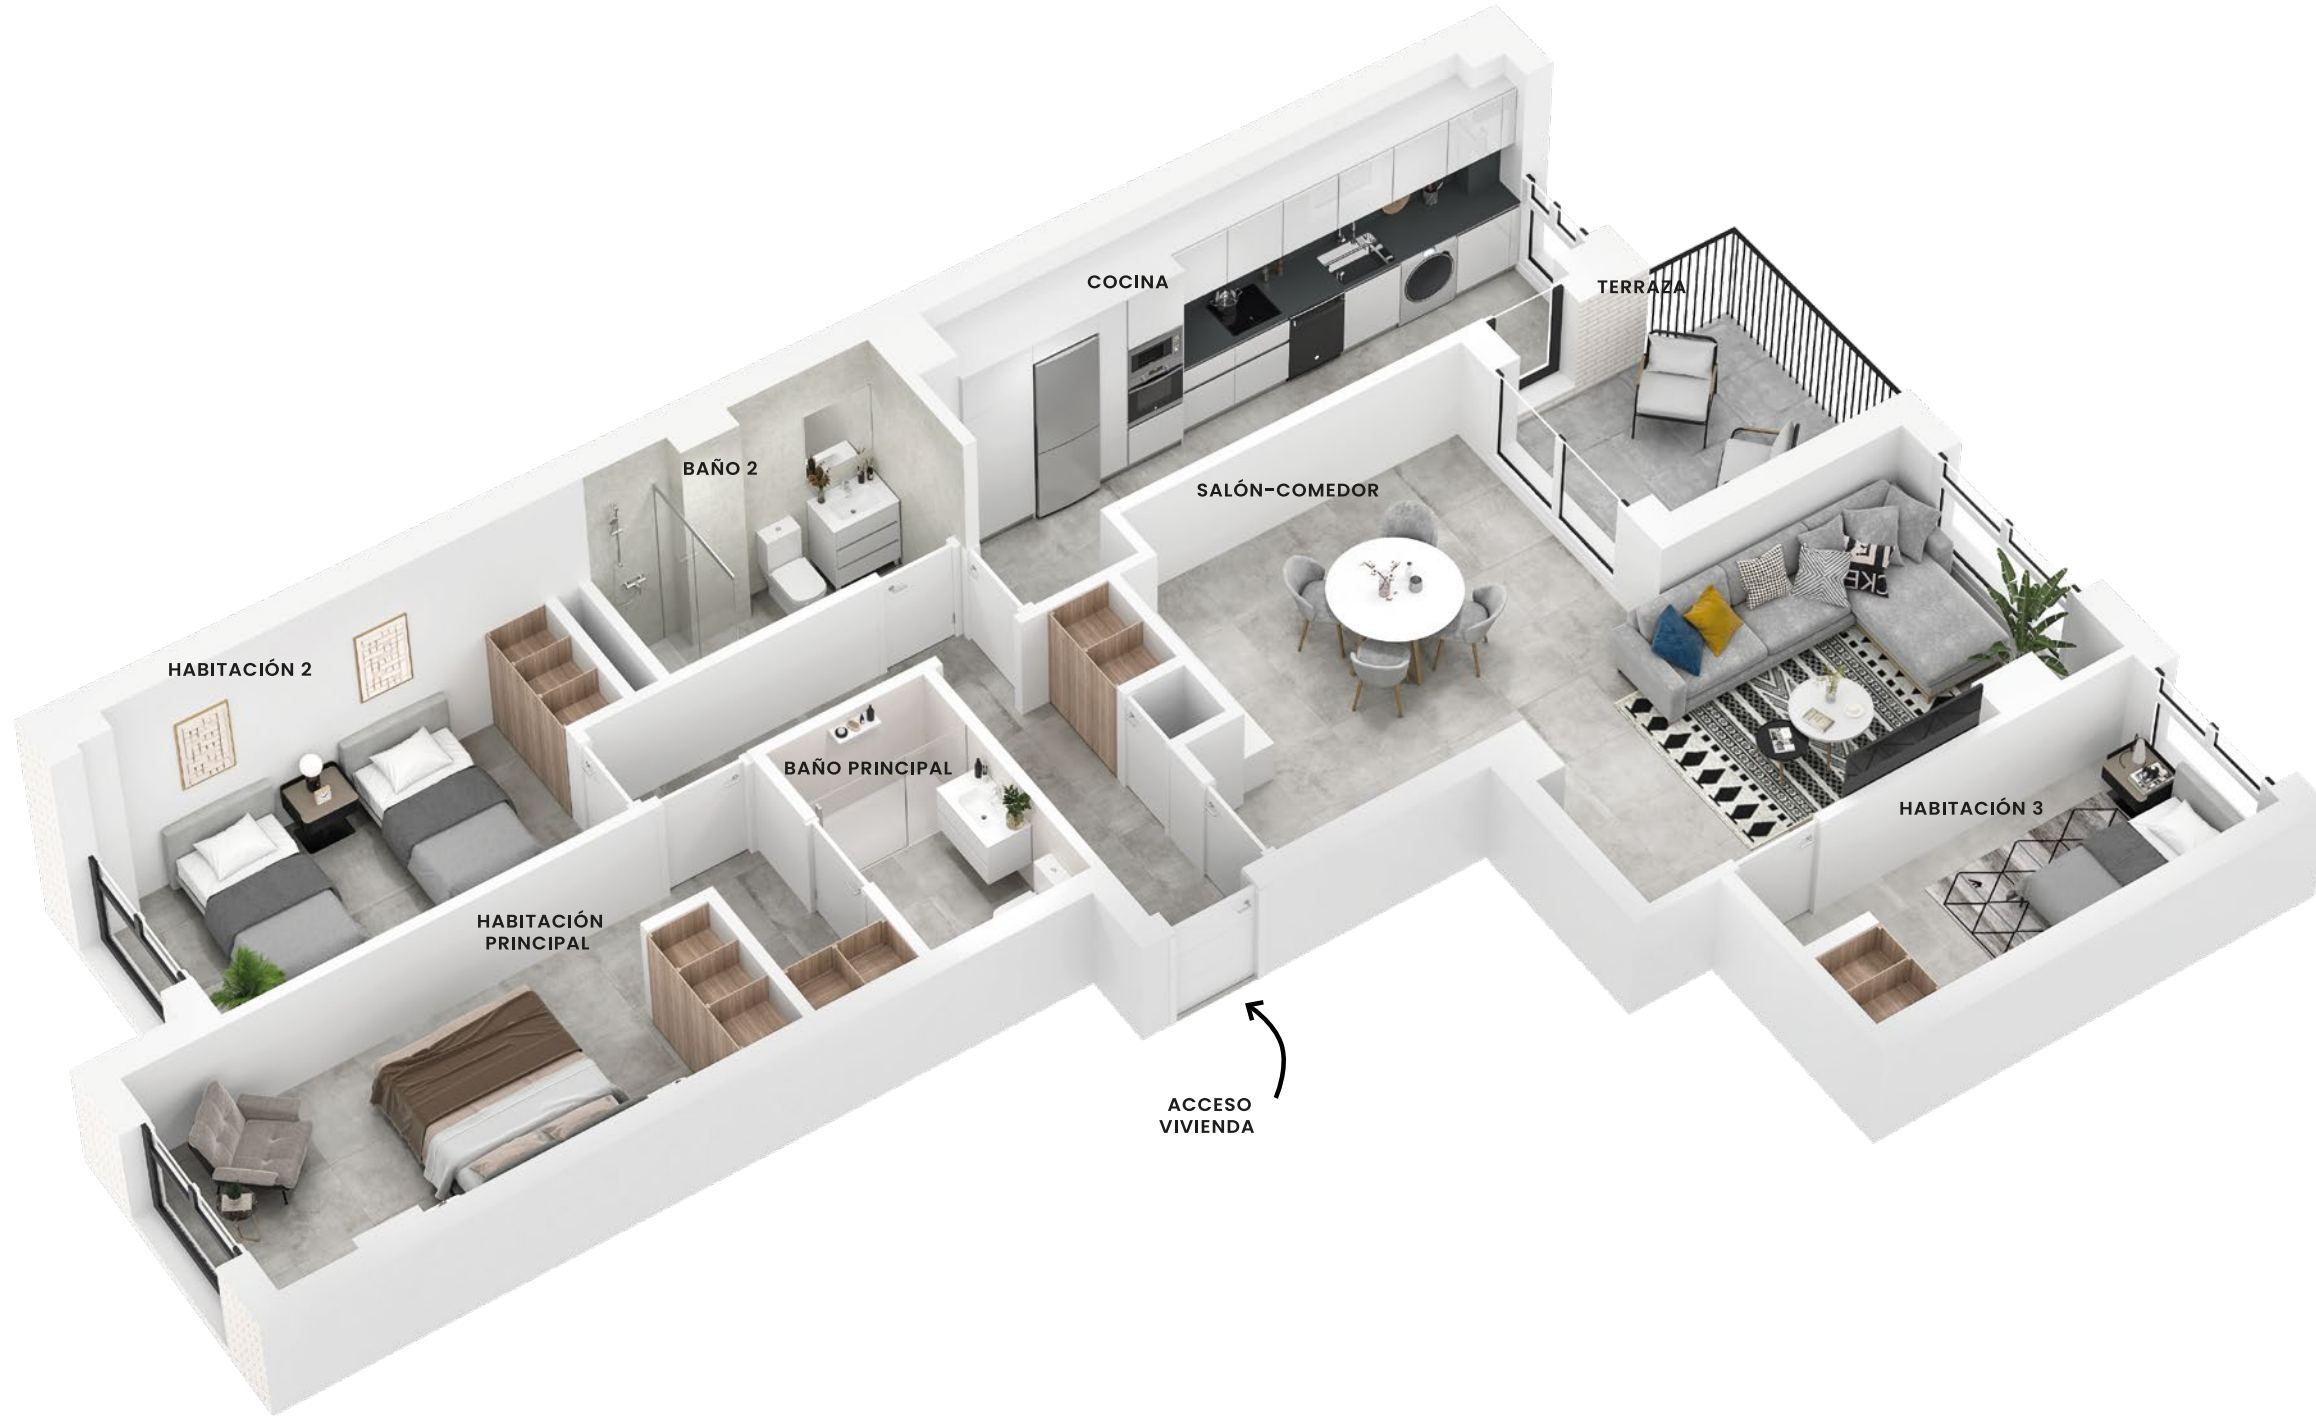 COCINA
TERRAZA
BAÑO 2
SALÓN-COMEDOR
HABITACIÓN 2
BAÑO PRINCIPAL
HABITACIÓN 3
HABITACIÓN
PRINCIPAL
ACCESO
VIVIENDA